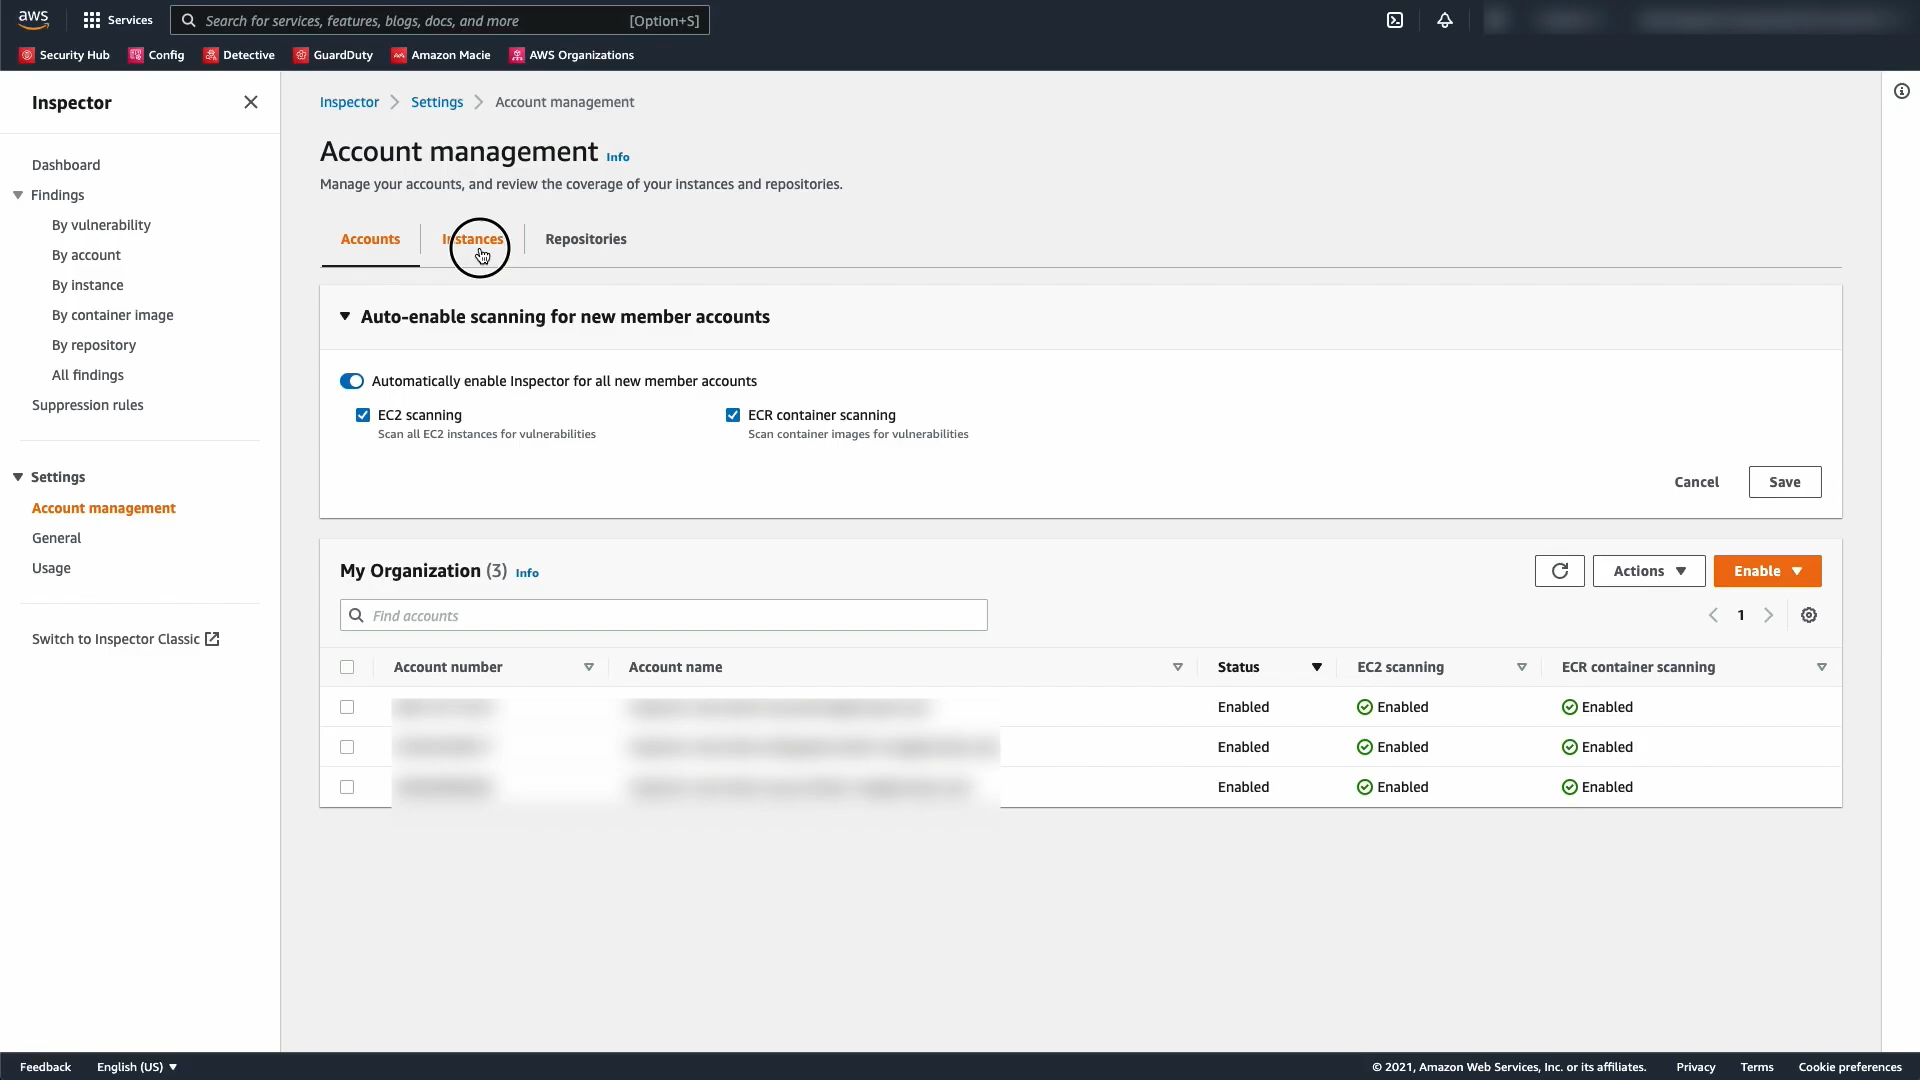 aws
Services
Search for services, features, blogs, docs, and more [Option+S]
Security Hub
Config
Detective
GuardDuty
Amazon Macie
AWS Organizations
Inspector
Dashboard
Findings
By vulnerability
By account
By instance
By container image
By repository
All findings
Suppression rules
Settings
Account management
General
Usage
Switch to Inspector Classic
Inspector > Settings > Account management
Account management Info
Manage your accounts, and review the coverage of your instances and repositories.
Accounts Instances Repositories
Auto-enable scanning for new member accounts
Automatically enable Inspector for all new member accounts
EC2 scanning
Scan all EC2 instances for vulnerabilities
ECR container scanning
Scan container images for vulnerabilities
Cancel Save
My Organization (3) Info
Actions Enable
Find accounts
1
Account number Account name Status EC2 scanning ECR container scanning
Enabled Enabled Enabled
Enabled Enabled Enabled
Enabled Enabled Enabled
Feedback English (US) © 2021, Amazon Web Services, Inc. or its affiliates. Privacy Terms Cookie preferences